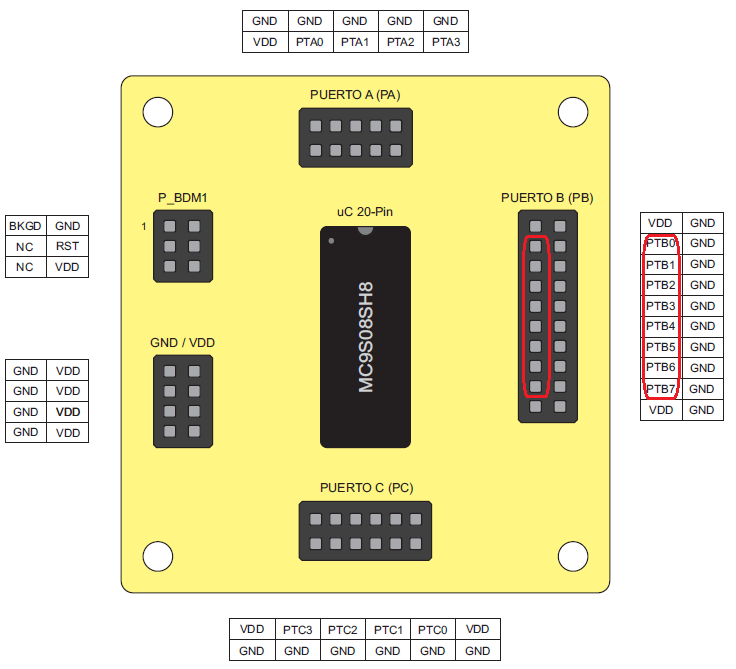 GND GND GND GND GND
VDD PTA0 PTA1 PTA2 PTA3
PUERTO A (PA)
P_BDM1
1
BKGD GND
NC RST
NC VDD
uC 20-Pin
MC9S08SH8
PUERTO B (PB)
VDD GND
PTB0 GND
PTB1 GND
PTB2 GND
PTB3 GND
PTB4 GND
PTB5 GND
PTB6 GND
PTB7 GND
VDD GND
GND / VDD
GND VDD
GND VDD
GND VDD
GND VDD
PUERTO C (PC)
VDD PTC3 PTC2 PTC1 PTC0 VDD
GND GND GND GND GND GND